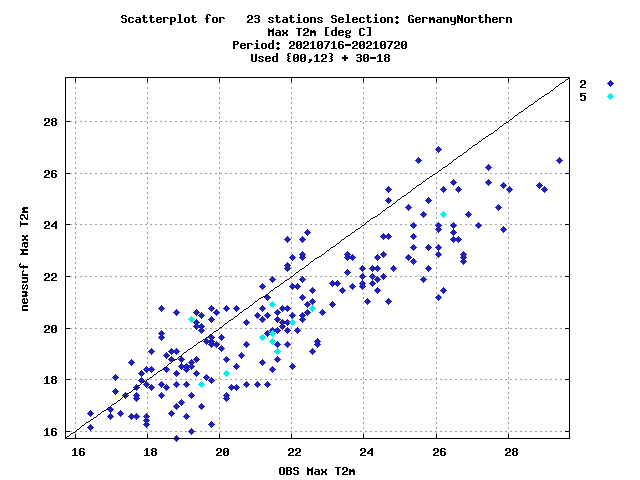 Scatterplot for 23 stations Selection: GermanyNorthern
Max T2m [deg C]
Period: 20210716-20210720
Used {00,12} + 30-18
2
5
28
26
24
22
20
18
16
newsurf Max T2m
16 18 20 22 24 26 28
OBS Max T2m